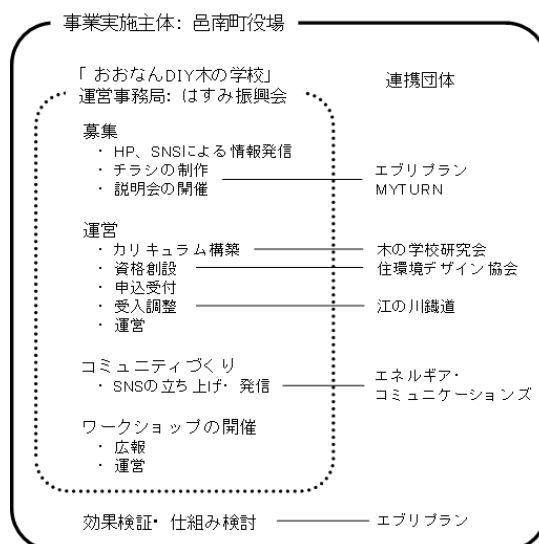 事業実施主体：邑南町役場
「おおなんDIY木の学校」
運営事務局：はすみ振興会
連携団体
募集
・HP、SNSによる情報発信
・チラシの制作
・説明会の開催
エブリプラン
MYTURN
運営
・カリキュラム構築
木の学校研究会
・資格創設
住環境デザイン協会
・申込受付
・受入調整
江の川鐵道
・運営
コミュニティづくり
・SNSの立ち上げ・発信
エネルギア・
コミュニケーションズ
ワークショップの開催
・広報
・運営
効果検証・仕組み検討
エブリプラン